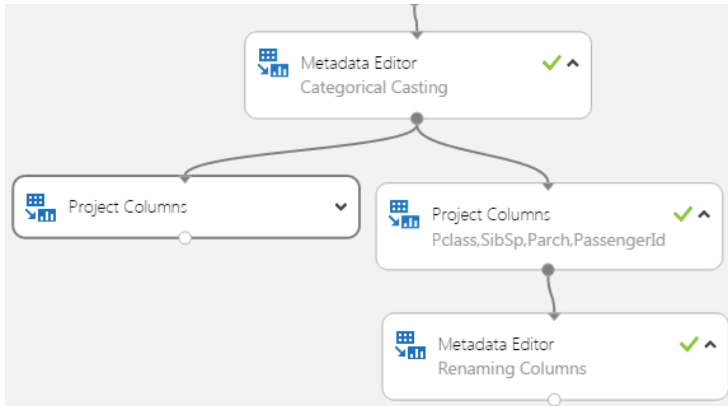 Metadata Editor
Categorical Casting
Project Columns
Project Columns
Pclass,SibSp,Parch,PassengerId
Metadata Editor
Renaming Columns